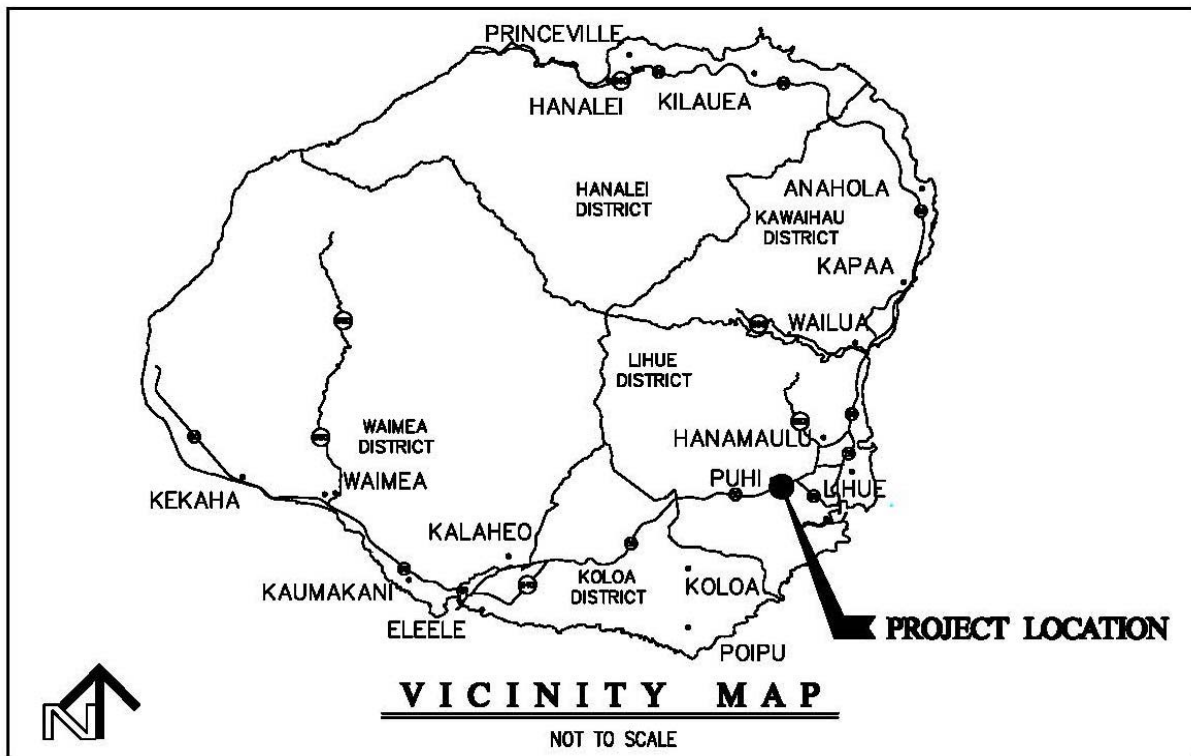 PRINCEVILLE
HANALEI
KILAUEA
HANALEI
DISTRICT
ANAHOLA
KAWAIHAU
DISTRICT
KAPAA
WAILUA
LIHUE
DISTRICT
WAIMEA
DISTRICT
HANAMAULU
PUHI
LIHUE
KEKAHA
WAIMEA
KALAHEO
KAUMAKANI
KOLOA
DISTRICT
KOLOA
ELEELE
PROJECT LOCATION
POIPU
N
VICINITY MAP
NOT TO SCALE